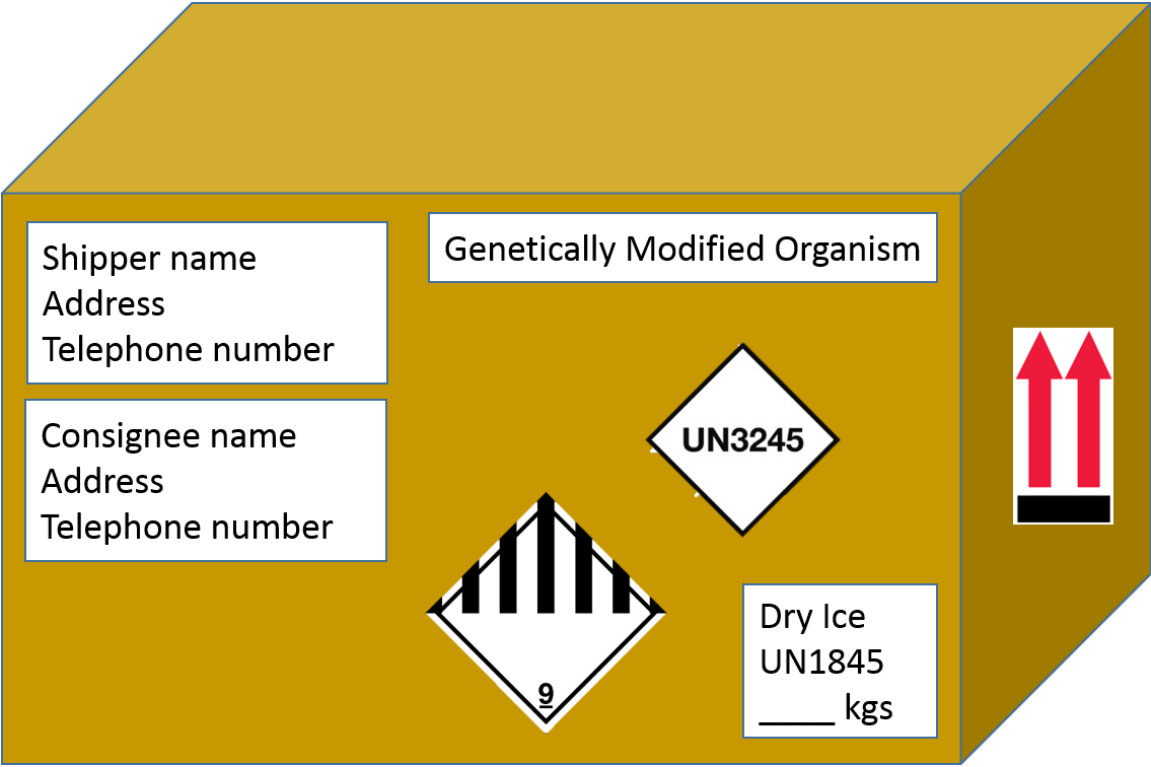 Shipper name
Address
Telephone number
Genetically Modified Organism
Consignee name
Address
Telephone number
UN3245
9
Dry Ice
UN1845
____ kgs